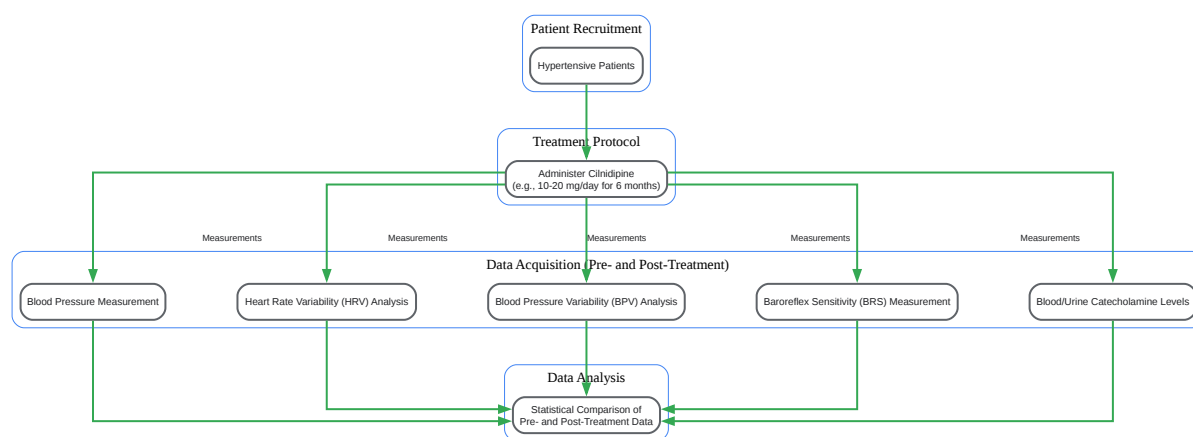 Patient Recruitment
Hypertensive Patients
Treatment Protocol
Administer Cilnidipine
(e.g., 10-20 mg/day for 6 months)
Measurements
Measurements
Measurements
Measurements
Measurements
Data Acquisition (Pre- and Post-Treatment)
Blood Pressure Measurement
Heart Rate Variability (HRV) Analysis
Blood Pressure Variability (BPV) Analysis
Baroreflex Sensitivity (BRS) Measurement
Blood/Urine Catecholamine Levels
Data Analysis
Statistical Comparison of
Pre- and Post-Treatment Data